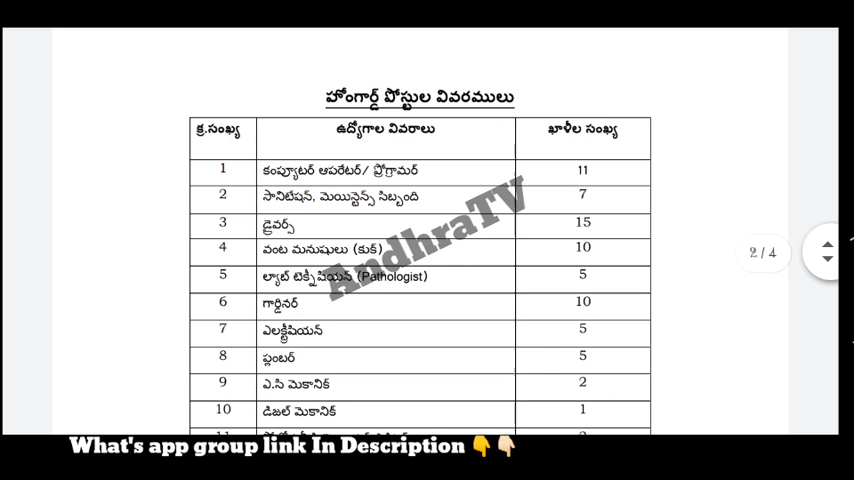 హోంగార్డ్ పోస్టుల వివరములు
క్ర.సంఖ్య ఉద్యోగాల వివరాలు ఖాళీల సంఖ్య
1 కంప్యూటర్ ఆపరేటర్/ ప్రోగ్రామర్ 11
2 సానిటేషన్, మెయిన్టెన్స్ సిబ్బంది 7
3 డ్రైవర్స్ 15
4 వంట మనుషులు (కుక్) 10
5 ల్యాబ్ టెక్నీషియన్ (Pathologist) 5
6 గార్డినర్ 10
7 ఎలక్ట్రీషియన్ 5
8 ప్లంబర్ 5
9 ఎ.సి మెకానిక్ 2
10 డిజల్ మెకానిక్ 1
AndhraTV
2 / 4
What's app group link In Description 👇👇🏻